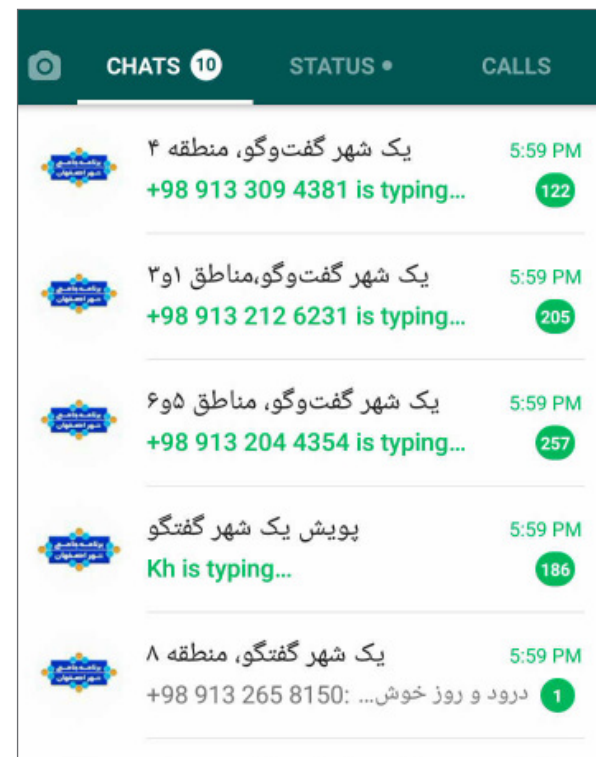 CHATS 10 STATUS • CALLS
یک شهر گفت‌وگو، منطقه ۴ 5:59 PM
+98 913 309 4381 is typing... 122
یک شهر گفت‌وگو،مناطق ۱و۳ 5:59 PM
+98 913 212 6231 is typing... 205
یک شهر گفت‌وگو، مناطق ۵و۶ 5:59 PM
+98 913 204 4354 is typing... 257
پویش یک شهر گفتگو 5:59 PM
Kh is typing... 186
یک شهر گفتگو، منطقه ۸ 5:59 PM
+98 913 265 8150: درود و روز خوش... 1